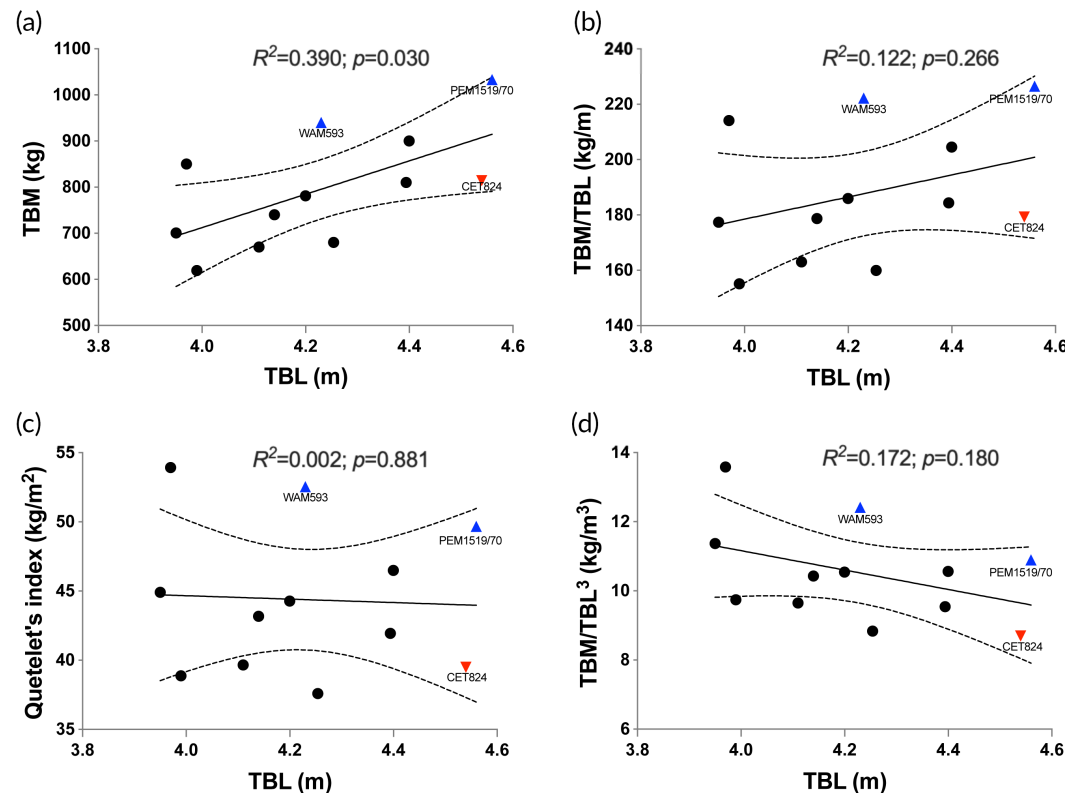 (a)
R²=0.390; p=0.030
TBM (kg)
1100
1000
900
800
700
600
500
PEM1519/70
WAM593
CET824
3.8 4.0 4.2 4.4 4.6
TBL (m)
(b)
R²=0.122; p=0.266
TBM/TBL (kg/m)
240
220
200
180
160
140
PEM1519/70
WAM593
CET824
3.8 4.0 4.2 4.4 4.6
TBL (m)
(c)
R²=0.002; p=0.881
Quetelet's index (kg/m²)
55
50
45
40
35
WAM593
PEM1519/70
CET824
3.8 4.0 4.2 4.4 4.6
TBL (m)
(d)
R²=0.172; p=0.180
TBM/TBL³ (kg/m³)
14
12
10
8
6
WAM593
PEM1519/70
CET824
3.8 4.0 4.2 4.4 4.6
TBL (m)